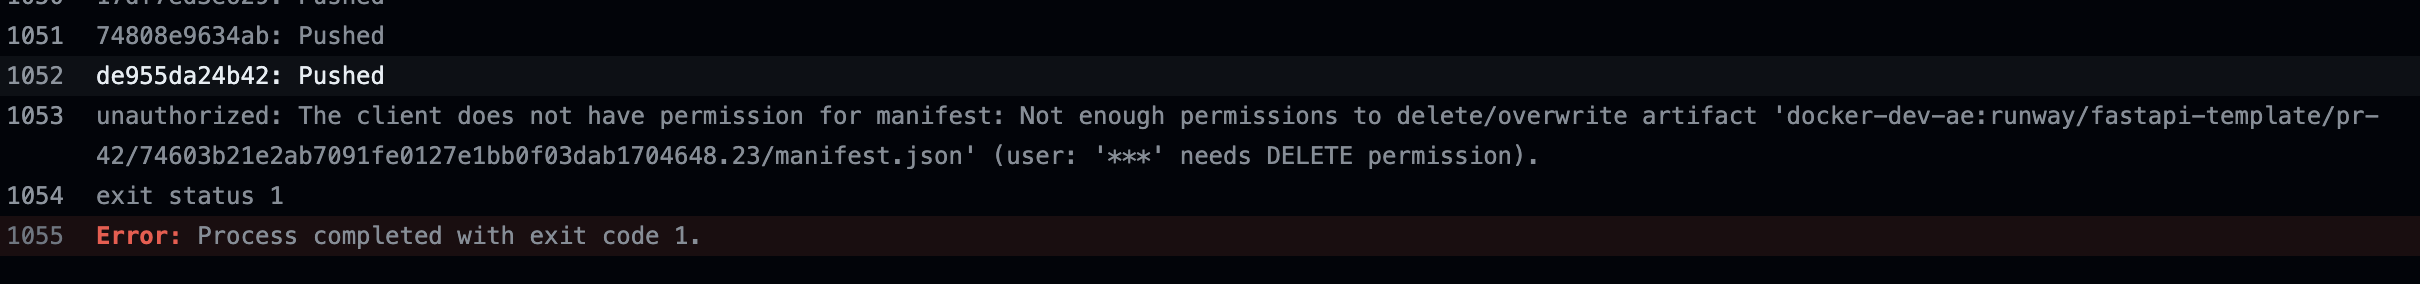 1051 74808e9634ab: Pushed
1052 de955da24b42: Pushed
1053 unauthorized: The client does not have permission for manifest: Not enough permissions to delete/overwrite artifact 'docker-dev-ae:runway/fastapi-template/pr-
42/74603b21e2ab7091fe0127e1bb0f03dab1704648.23/manifest.json' (user: '***' needs DELETE permission).
1054 exit status 1
1055 Error: Process completed with exit code 1.